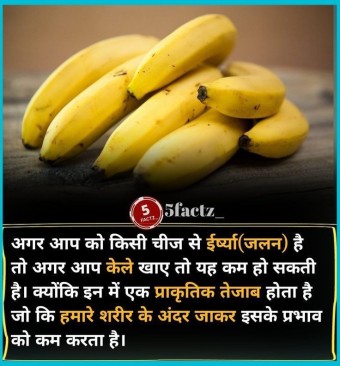 5
FACTZ
5factz_
अगर आप को किसी चीज से ईर्ष्या(जलन) है
तो अगर आप केले खाए तो यह कम हो सकती
है। क्योंकि इन में एक प्राकृतिक तेजाब होता है
जो कि हमारे शरीर के अंदर जाकर इसके प्रभाव
को कम करता है।